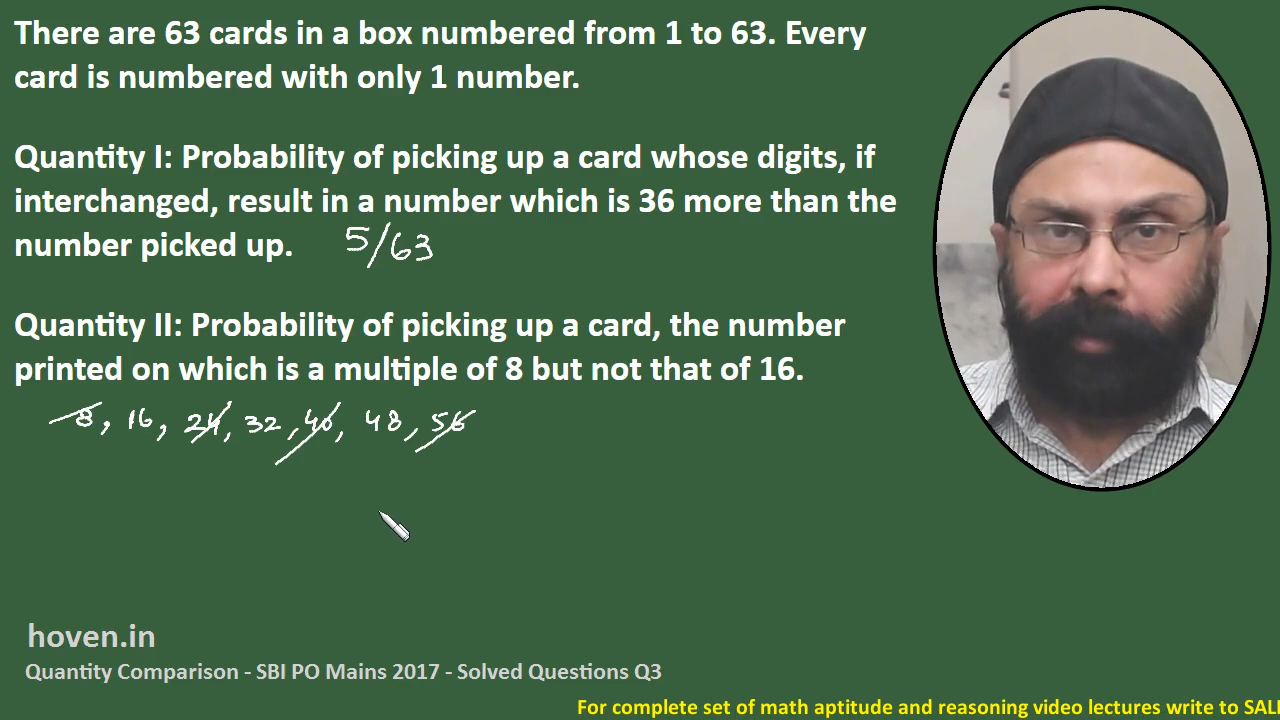 There are 63 cards in a box numbered from 1 to 63. Every
card is numbered with only 1 number.
Quantity I: Probability of picking up a card whose digits, if
interchanged, result in a number which is 36 more than the
number picked up. 5/63
Quantity II: Probability of picking up a card, the number
printed on which is a multiple of 8 but not that of 16.
8, 16, 24, 32, 40, 48, 56
hoven.in
Quantity Comparison - SBI PO Mains 2017 - Solved Questions Q3
For complete set of math aptitude and reasoning video lectures write to SAL